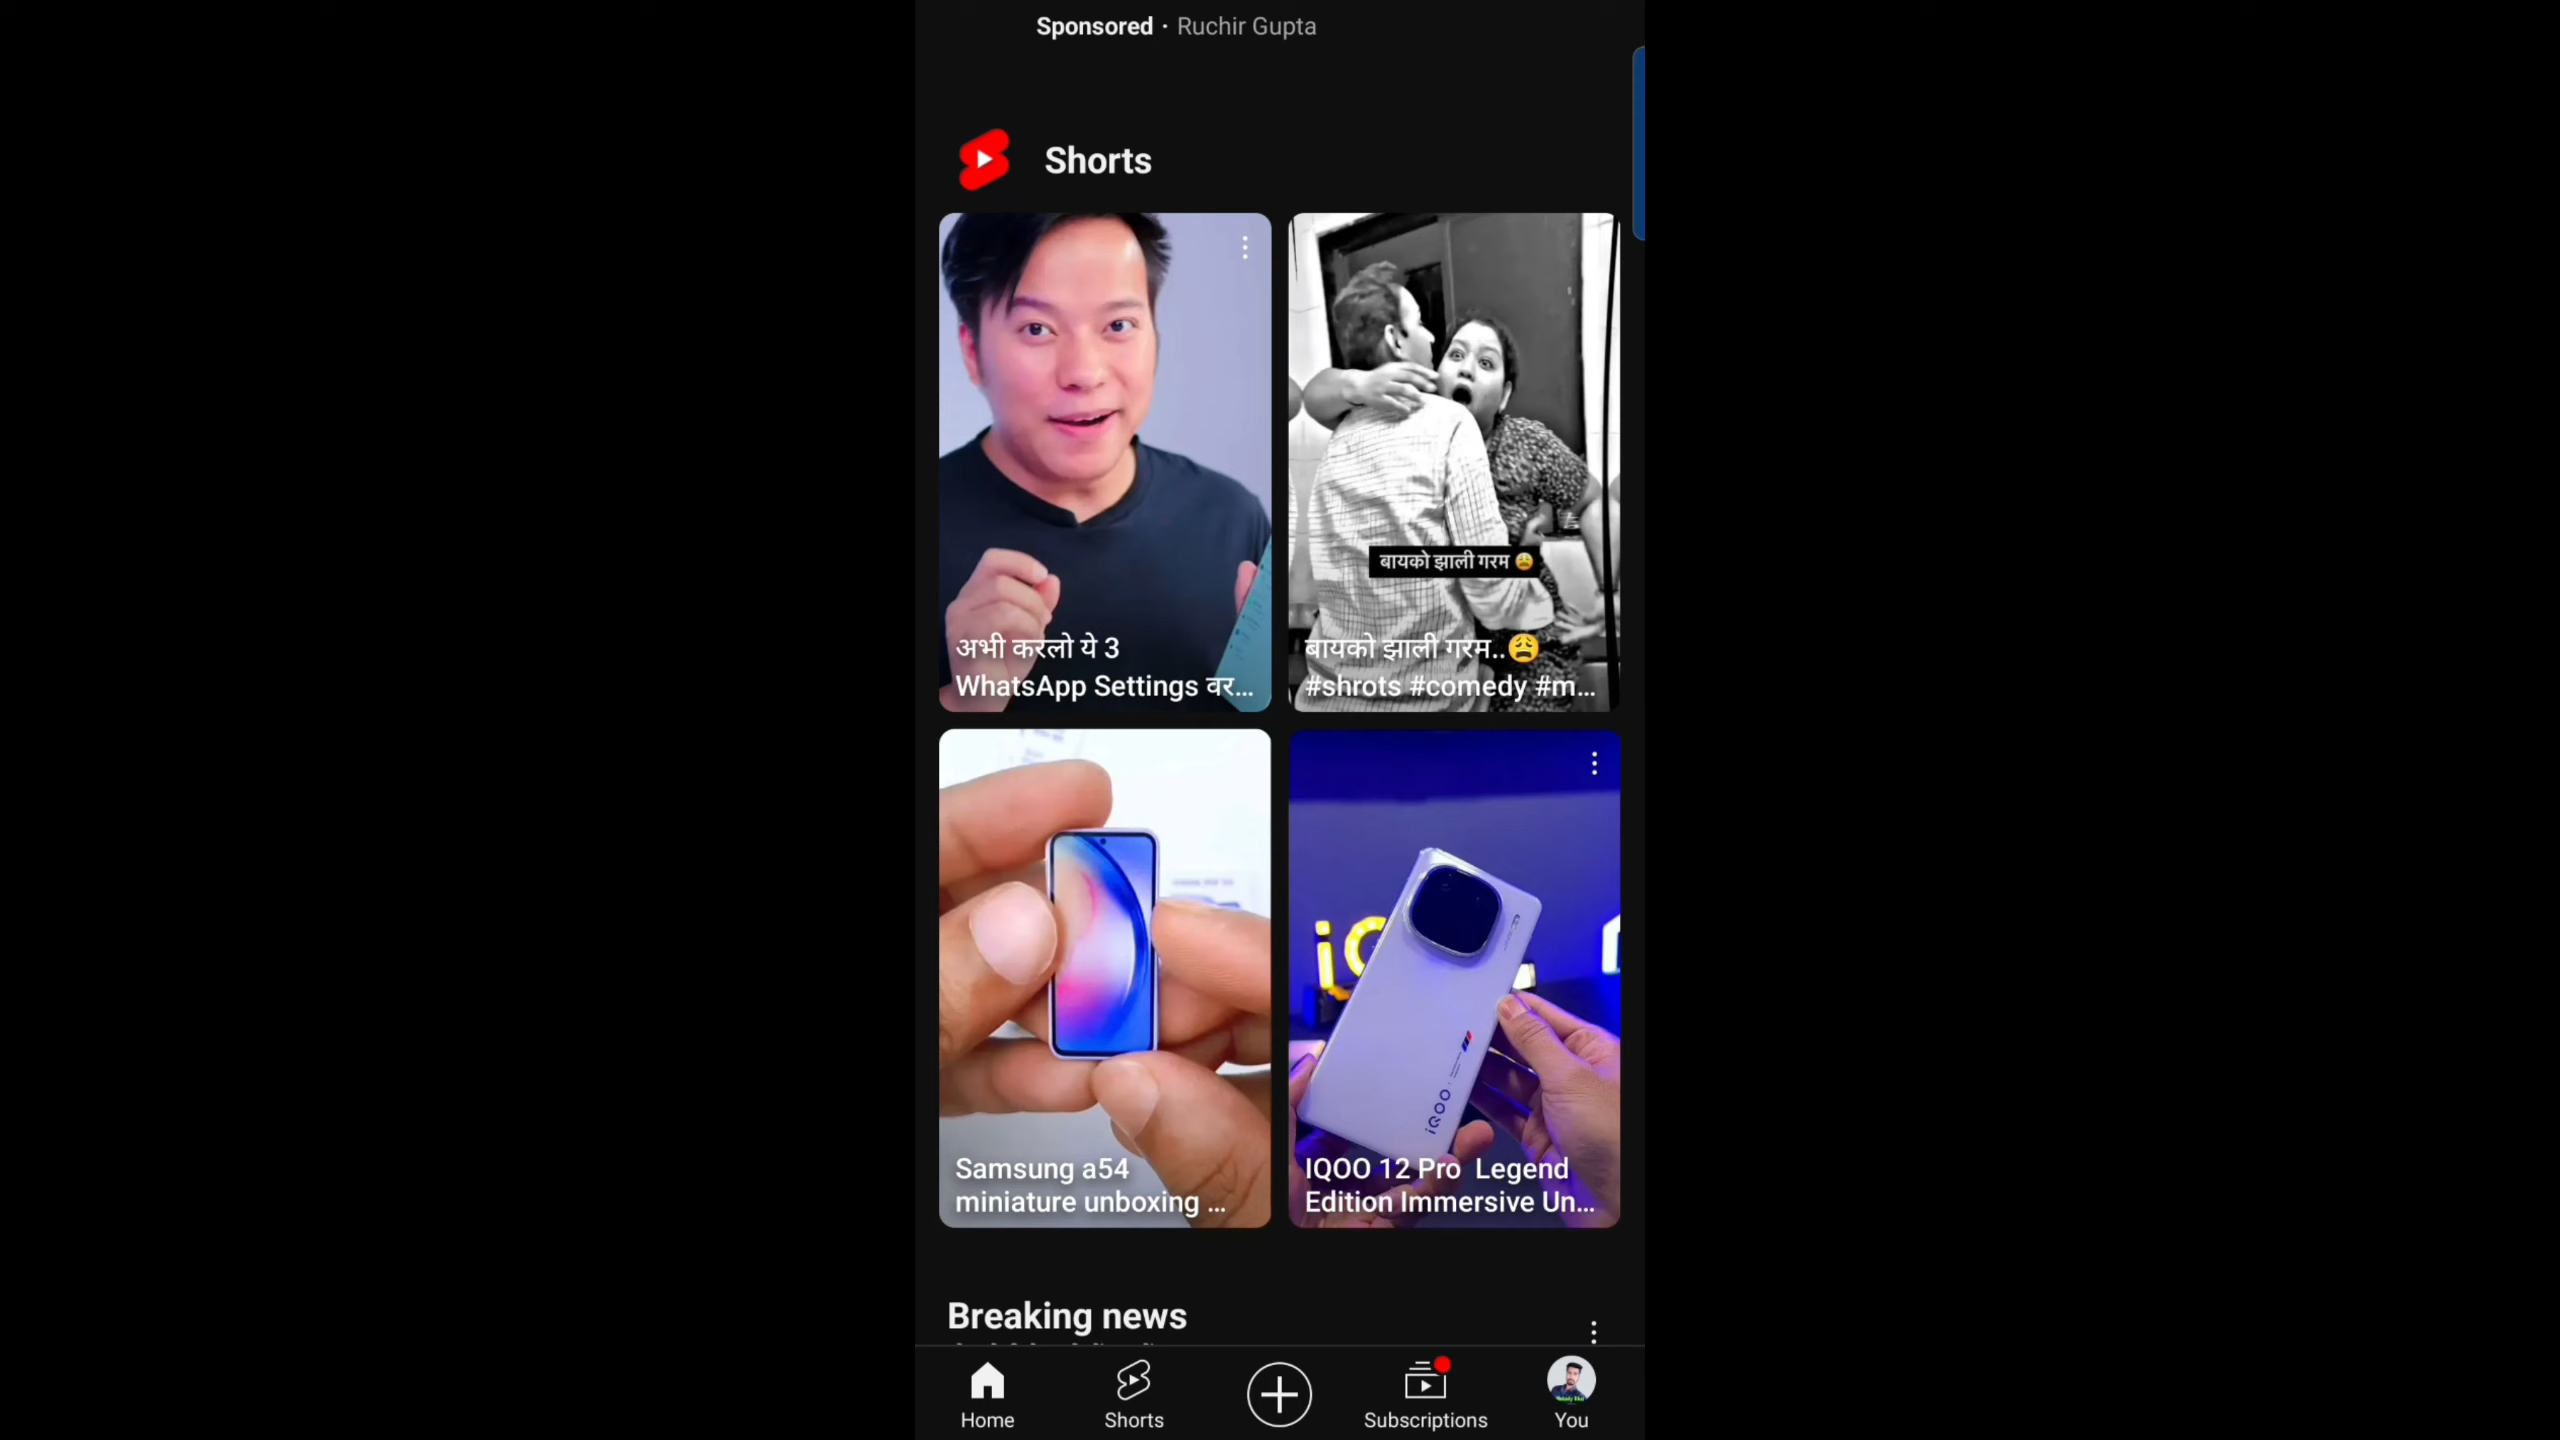 Sponsored · Ruchir Gupta
Shorts
अभी करलो ये 3
WhatsApp Settings वर...
बायको झाली गरम 😩
बायको झाली गरम..😩
#shrots #comedy #m...
iQOO
Samsung a54
miniature unboxing ...
IQOO 12 Pro Legend
Edition Immersive Un...
Breaking news
Home
Shorts
Subscriptions
You